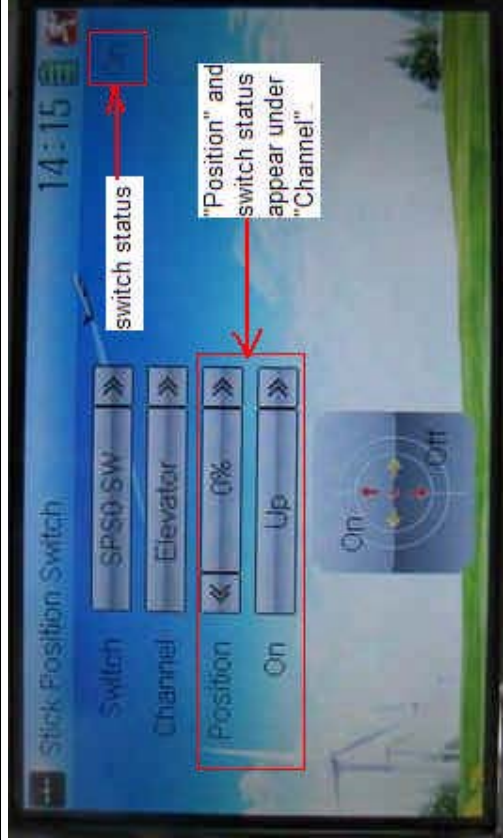 Stick Position Switch
14:15
Switch
SPS0 SW
On
switch status
Channel
Elevator
Position
0%
On
Up
"Position" and
switch status
appear under
"Channel".
On
Off